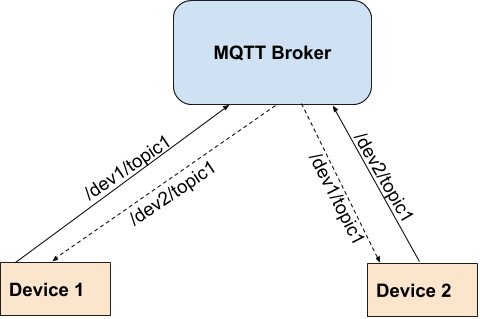 MQTT Broker
/dev1/topic1
/dev2/topic1
/dev1/topic1
/dev2/topic1
Device 1
Device 2